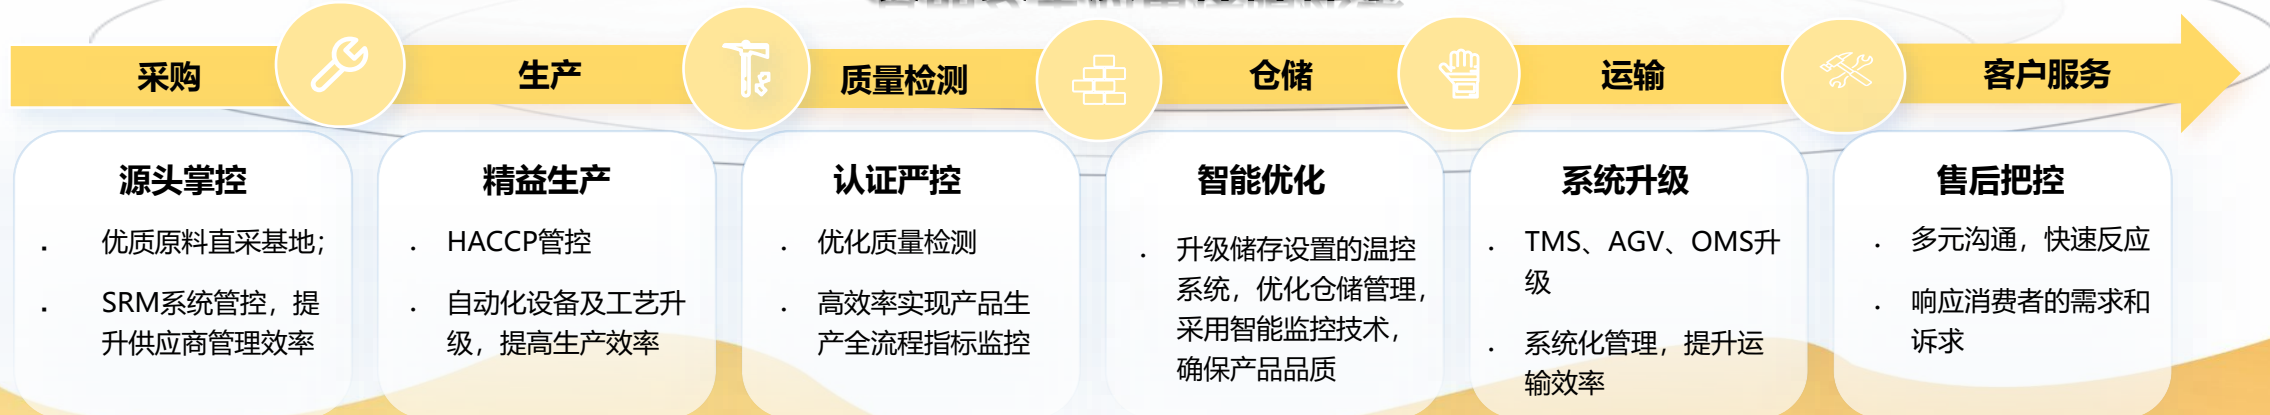 采购
生产
质量检测
仓储
运输
客户服务
源头掌控
. 优质原料直采基地；
. SRM系统管控，提
升供应商管理效率
精益生产
. HACCP管控
. 自动化设备及工艺升
级，提高生产效率
认证严控
. 优化质量检测
. 高效率实现产品生
产全流程指标监控
智能优化
. 升级储存设置的温控
系统，优化仓储管理，
采用智能监控技术，
确保产品品质
系统升级
. TMS、AGV、OMS升
级
. 系统化管理，提升运
输效率
售后把控
. 多元沟通，快速反应
. 响应消费者的需求和
诉求